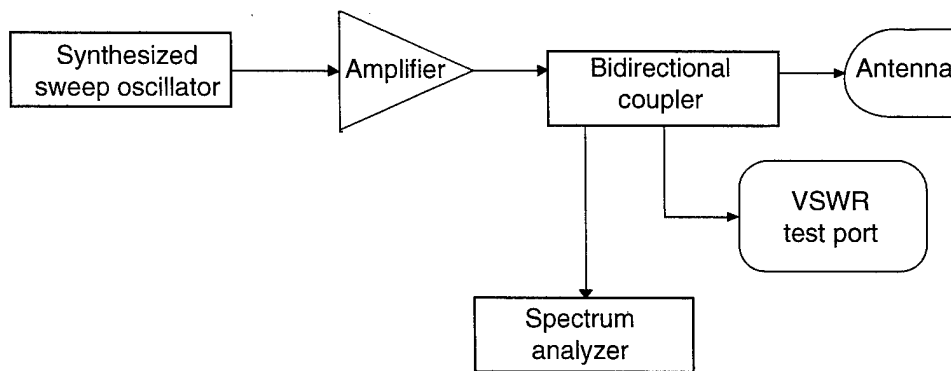 Synthesized
sweep oscillator
Amplifier
Bidirectional
coupler
Antenna
VSWR
test port
Spectrum
analyzer